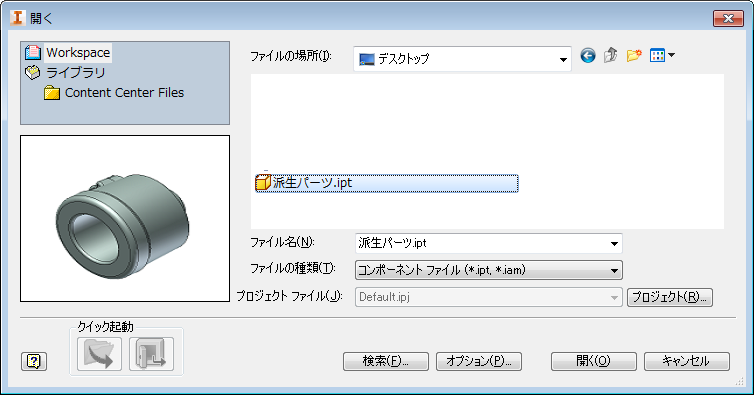 開く
Workspace
ライブラリ
Content Center Files
ファイルの場所(I):
デスクトップ
派生パーツ.ipt
ファイル名(N):
派生パーツ.ipt
ファイルの種類(T):
コンポーネント ファイル (*.ipt, *.iam)
プロジェクト ファイル(J):
Default.ipj
プロジェクト(R)...
クイック起動
検索(F)...
オプション(P)...
開く(O)
キャンセル